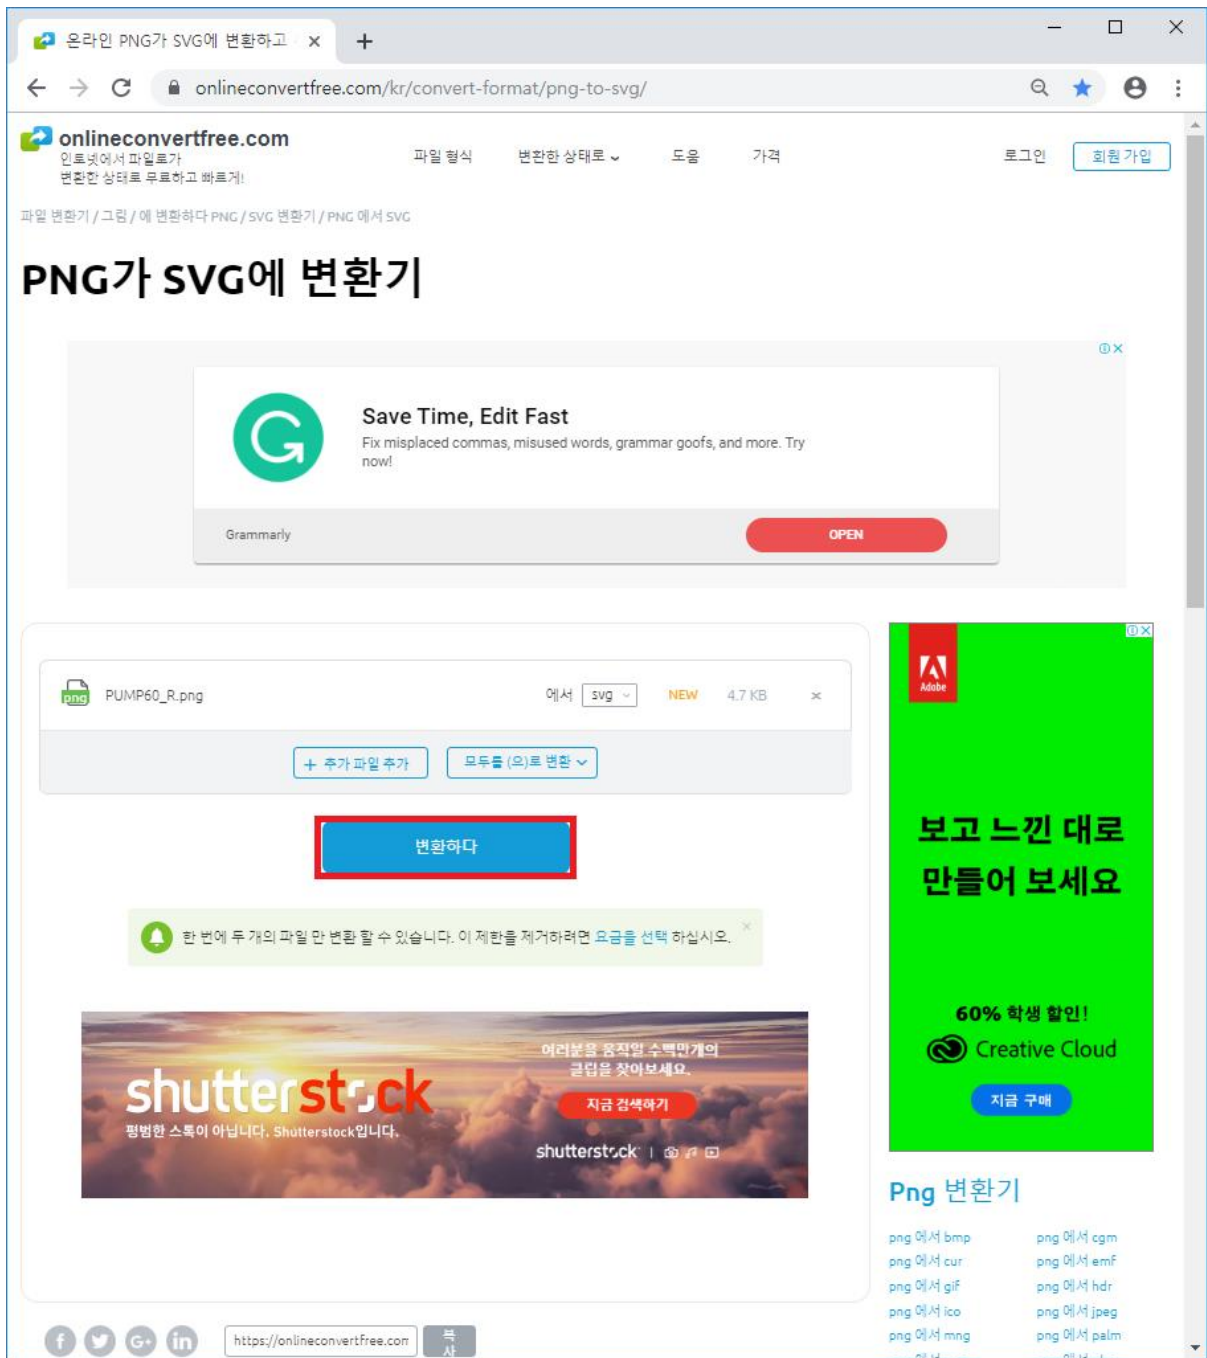 온라인 PNG가 SVG에 변환하고
onlineconvertfree.com/kr/convert-format/png-to-svg/
onlineconvertfree.com
인트넷에서 파일로가
변환한 상태로 무료하고 빠르게!
파일 형식 변환한 상태로 도움 가격
로그인 회원 가입
파일 변환기 / 그림 / 에 변환하다 PNG / SVG 변환기 / PNG 에서 SVG
PNG가 SVG에 변환기
Save Time, Edit Fast
Fix misplaced commas, misused words, grammar goofs, and more. Try
now!
Grammarly
OPEN
png
PUMP60_R.png 에서 svg NEW 4.7 KB
+ 추가 파일 추가 모두를 (으)로 변환
변환하다
한 번에 두 개의 파일 만 변환 할 수 있습니다. 이 제한을 제거하려면 요금을 선택 하십시오.
shutterstock
평범한 스톡이 아닙니다. Shutterstock입니다.
여러분을 움직일 수백만개의
클립을 찾아보세요.
지금 검색하기
shutterstock
https://onlineconvertfree.com
복
사
Adobe
보고 느낀 대로
만들어 보세요
60% 학생 할인!
Creative Cloud
지금 구매
Png 변환기
png 에서 bmp png 에서 cgm
png 에서 cur png 에서 emf
png 에서 gif png 에서 hdr
png 에서 ico png 에서 jpeg
png 에서 mng png 에서 palm